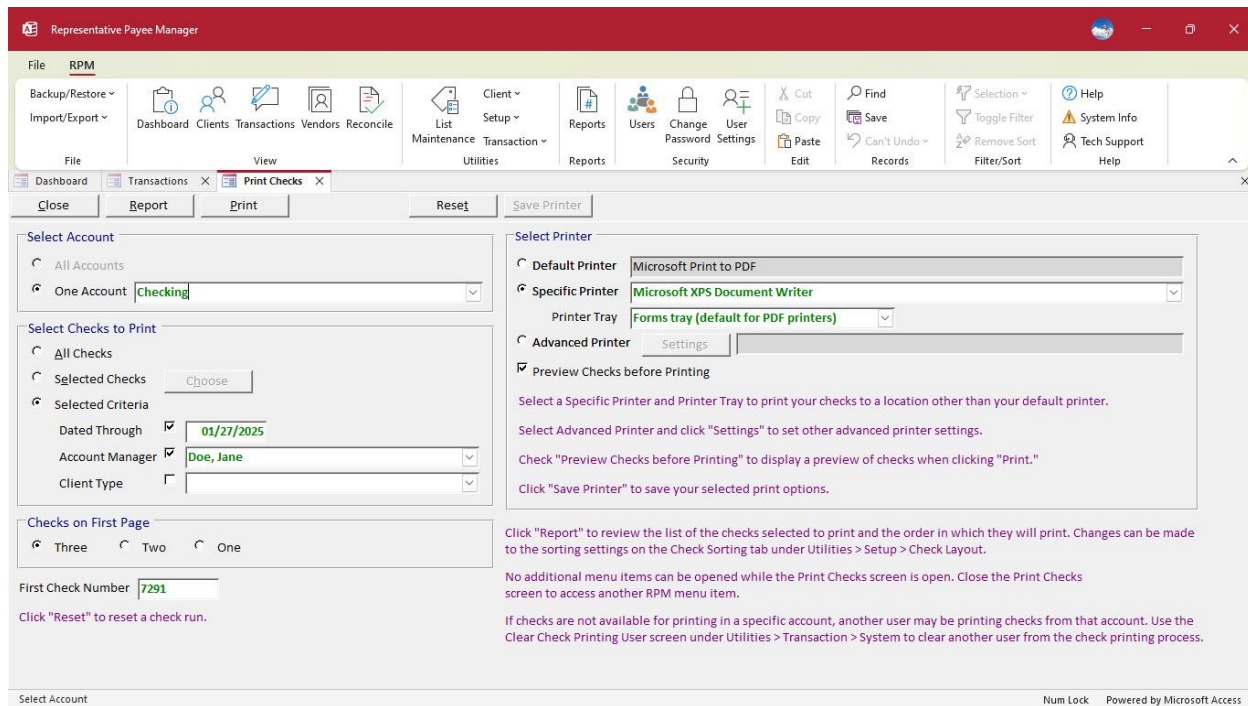 Representative Payee Manager
File RPM
Backup/Restore
Import/Export
File
Dashboard Clients Transactions Vendors Reconcile
View
List Maintenance
Client
Setup
Transaction
Utilities
#
Reports
Reports
Users
Change Password
User Settings
Security
Cut
Copy
Paste
Edit
Find
Save
Can't Undo
Records
Selection
Toggle Filter
Remove Sort
Filter/Sort
Help
System Info
Tech Support
Help
Dashboard Transactions Print Checks
Close Report Print Reset Save Printer
Select Account
All Accounts
One Account Checking
Select Checks to Print
All Checks
Selected Checks Choose
Selected Criteria
Dated Through 01/27/2025
Account Manager Doe, Jane
Client Type
Checks on First Page
Three Two One
First Check Number 7291
Click "Reset" to reset a check run.
Select Printer
Default Printer Microsoft Print to PDF
Specific Printer Microsoft XPS Document Writer
Printer Tray Forms tray (default for PDF printers)
Advanced Printer Settings
Preview Checks before Printing
Select a Specific Printer and Printer Tray to print your checks to a location other than your default printer.
Select Advanced Printer and click "Settings" to set other advanced printer settings.
Check "Preview Checks before Printing" to display a preview of checks when clicking "Print."
Click "Save Printer" to save your selected print options.
Click "Report" to review the list of the checks selected to print and the order in which they will print. Changes can be made
to the sorting settings on the Check Sorting tab under Utilities > Setup > Check Layout.
No additional menu items can be opened while the Print Checks screen is open. Close the Print Checks
screen to access another RPM menu item.
If checks are not available for printing in a specific account, another user may be printing checks from that account. Use the
Clear Check Printing User screen under Utilities > Transaction > System to clear another user from the check printing process.
Select Account
Num Lock Powered by Microsoft Access